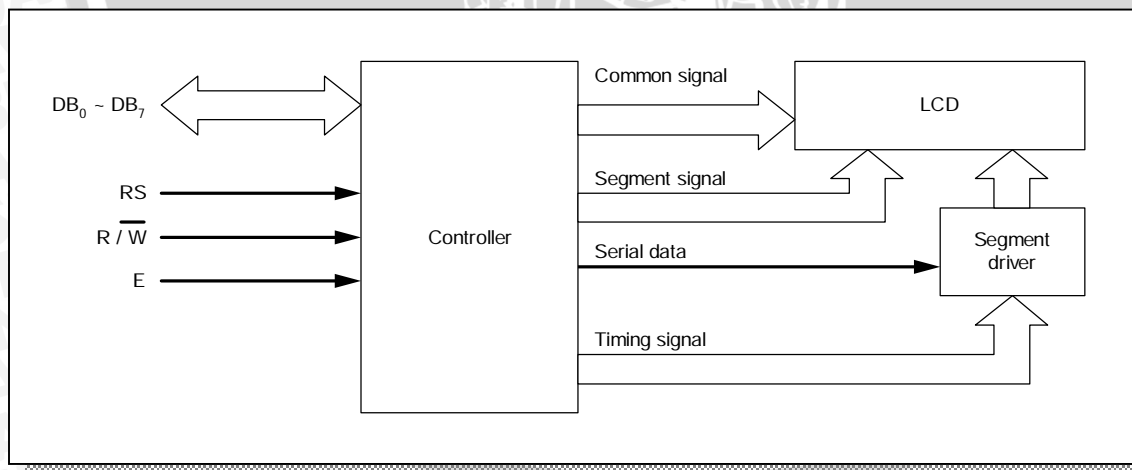 Common signal
LCD
DB₀ ~ DB₇
RS
Segment signal
R / W̅
Controller
Segment
driver
Serial data
E
Timing signal